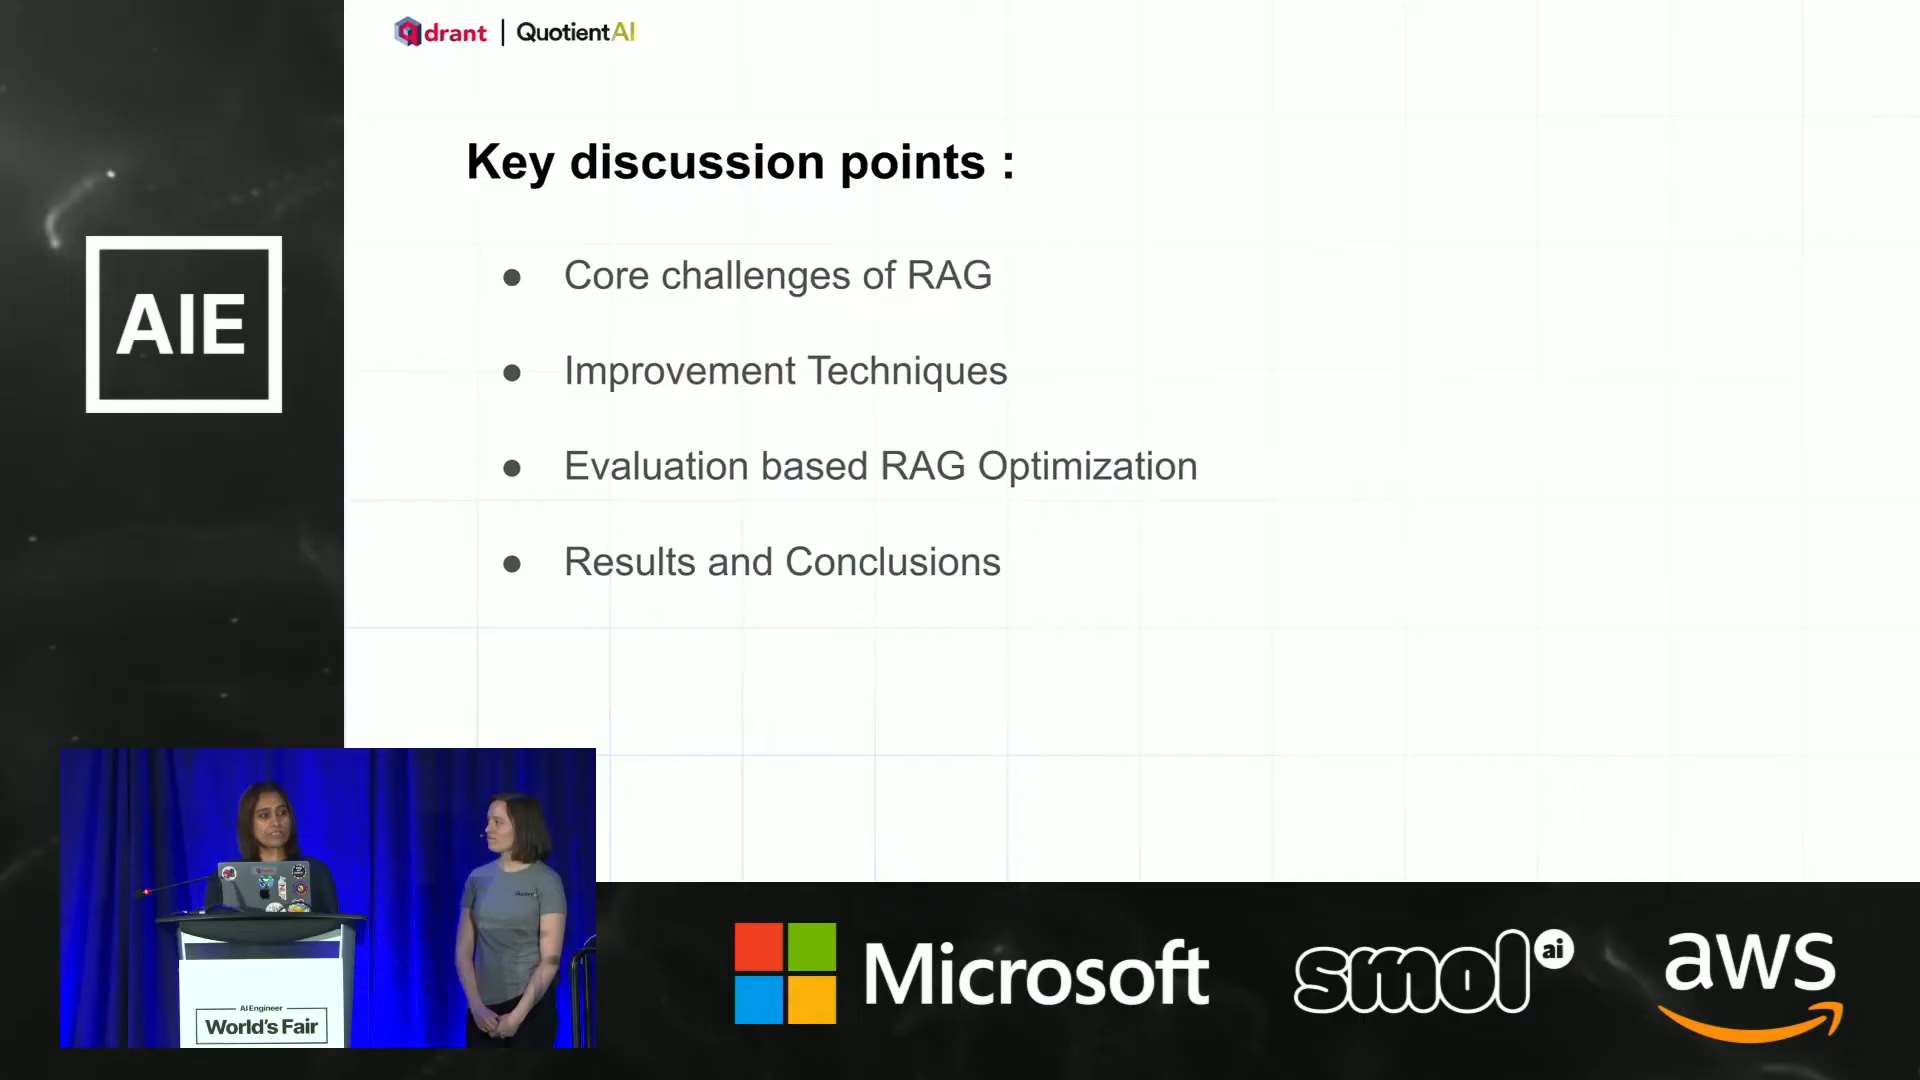 qdrant | QuotientAI
Key discussion points :
● Core challenges of RAG
● Improvement Techniques
● Evaluation based RAG Optimization
● Results and Conclusions
AIE
AI Engineer
World's Fair
Microsoft
smol ai
aws